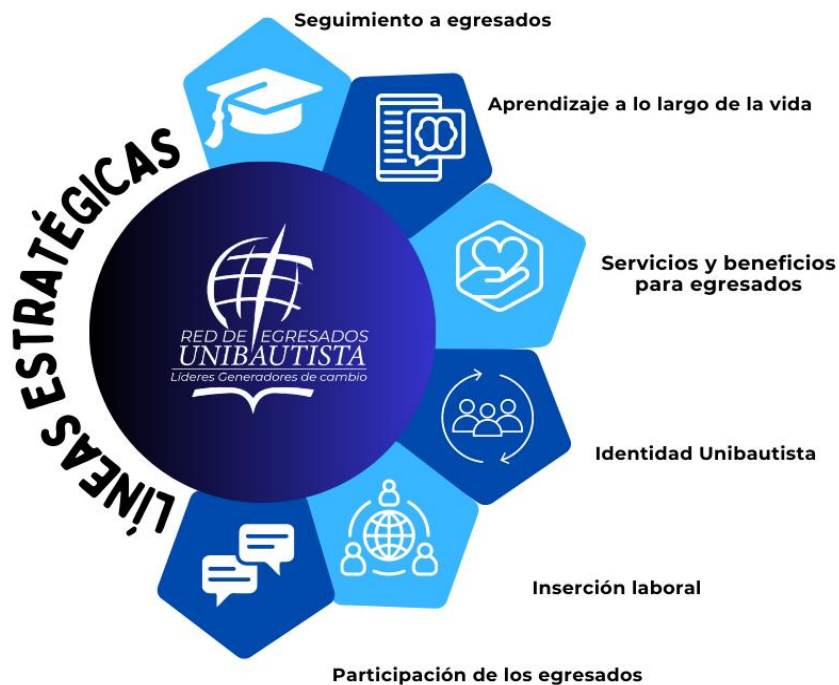 LÍNEAS ESTRATÉGICAS
RED DE EGRESADOS
UNIBAUTISTA
Líderes Generadores de cambio
Seguimiento a egresados
Aprendizaje a lo largo de la vida
Servicios y beneficios
para egresados
Identidad Unibautista
Inserción laboral
Participación de los egresados